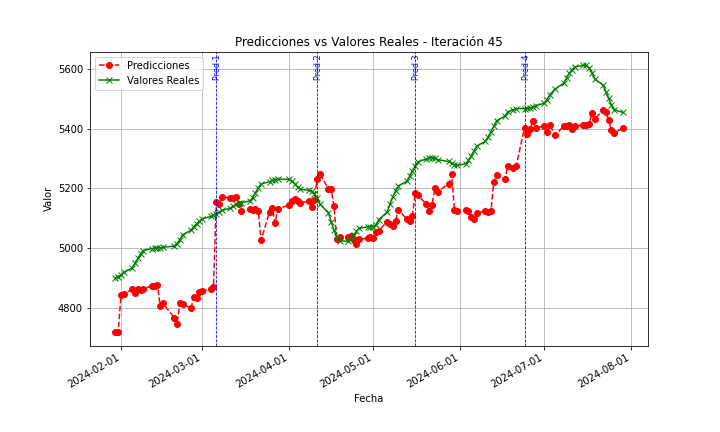 Predicciones vs Valores Reales - Iteración 45
Predicciones
Valores Reales
Pred 1
Pred 2
Pred 3
Pred 4
5600
5400
5200
5000
4800
Valor
2024-02-01
2024-03-01
2024-04-01
2024-05-01
2024-06-01
2024-07-01
2024-08-01
Fecha